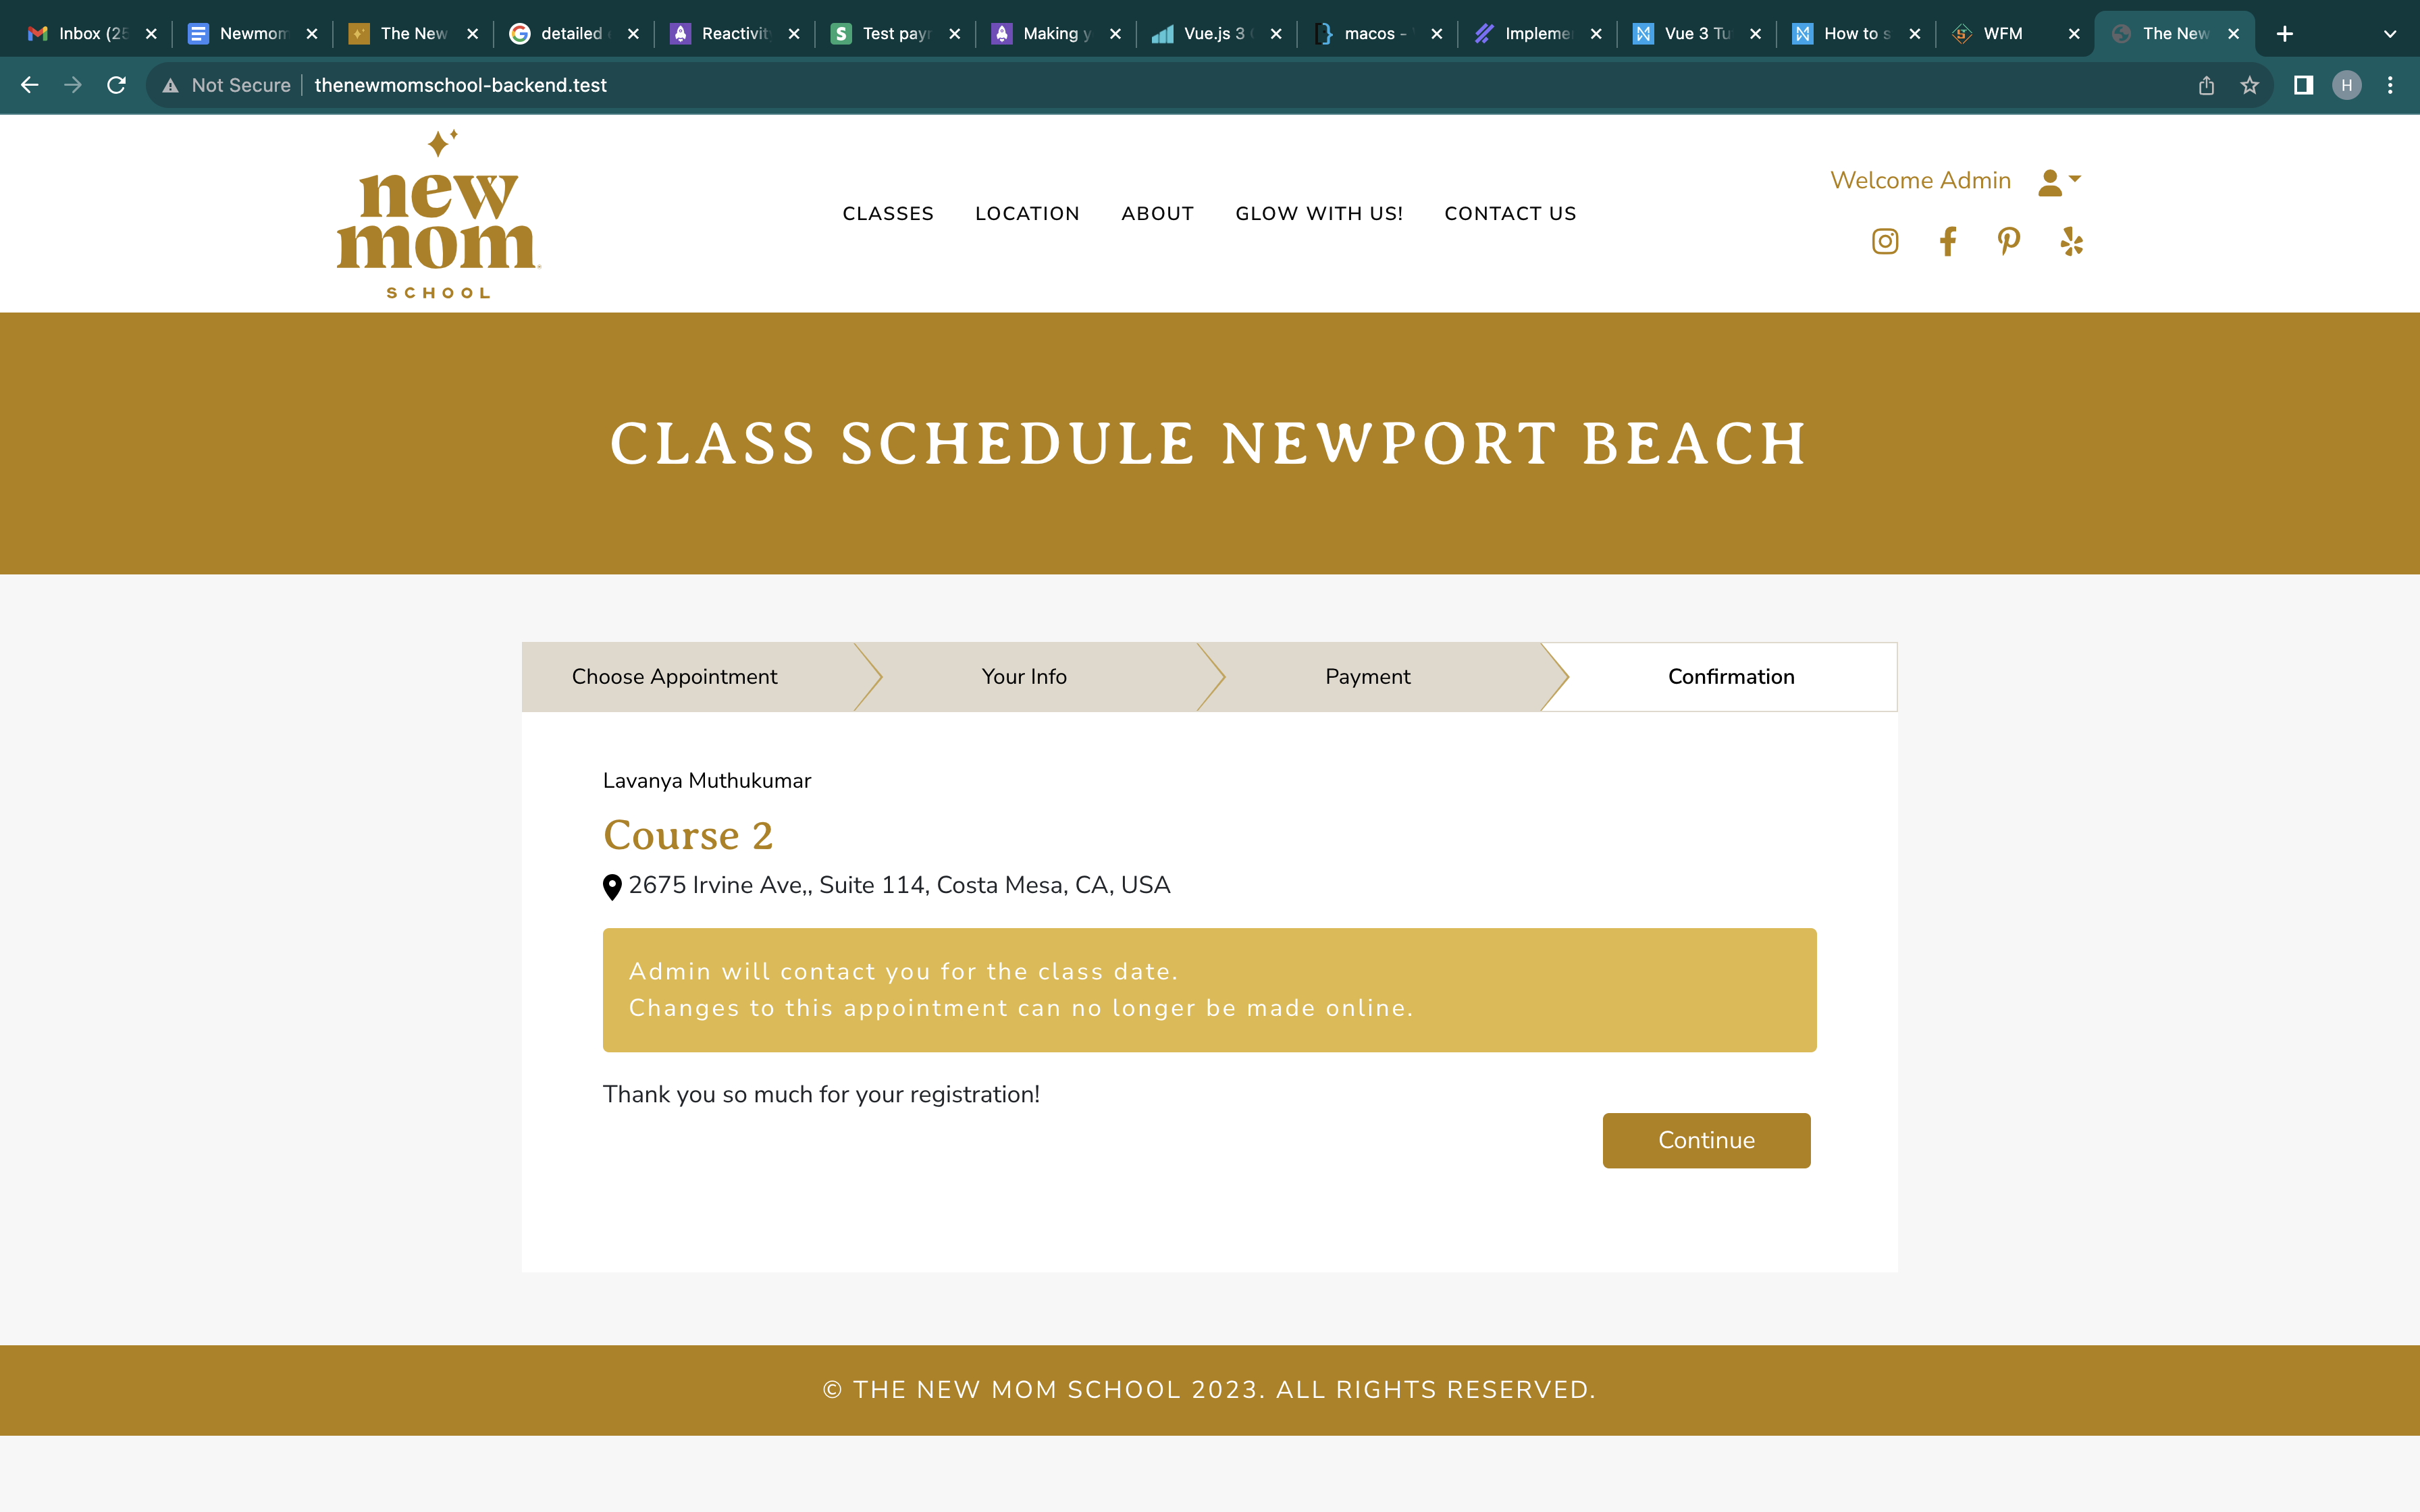 Inbox (25
Newmom
The New
detailed
Reactivit
Test payr
Making y
Vue.js 3
macos -
Impleme
Vue 3 Tu
How to s
WFM
The New
Not Secure
thenewmomschool-backend.test
H
new
mom
SCHOOL
CLASSES
LOCATION
ABOUT
GLOW WITH US!
CONTACT US
Welcome Admin
CLASS SCHEDULE NEWPORT BEACH
Choose Appointment
Your Info
Payment
Confirmation
Lavanya Muthukumar
Course 2
2675 Irvine Ave,, Suite 114, Costa Mesa, CA, USA
Admin will contact you for the class date.
Changes to this appointment can no longer be made online.
Thank you so much for your registration!
Continue
© THE NEW MOM SCHOOL 2023. ALL RIGHTS RESERVED.